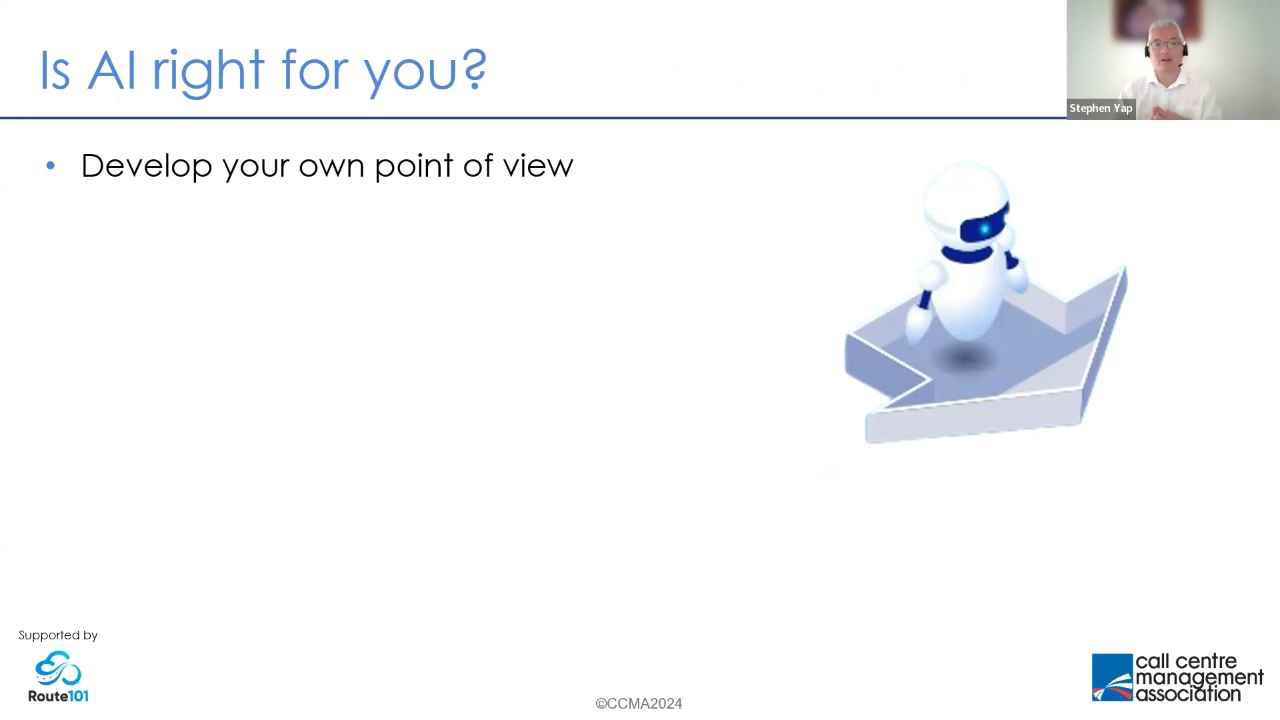 Is AI right for you?
Stephen Yap
• Develop your own point of view
Supported by
Route101
©CCMA2024
call centre
management
association